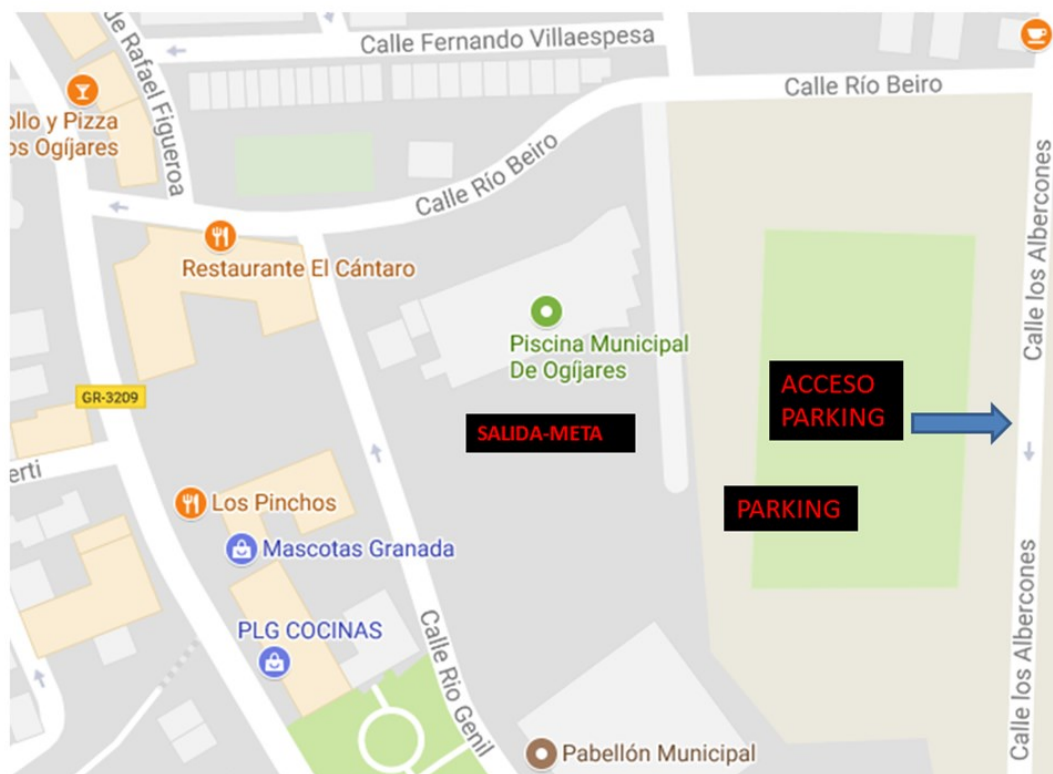 Calle Fernando Villaespesa
de Rafael Figueroa
Calle Río Beiro
ollo y Pizza
os Ogíjares
Calle Río Beiro
Restaurante El Cántaro
Calle los Albercones
Piscina Municipal
De Ogíjares
ACCESO
PARKING
GR-3209
SALIDA-META
erti
Los Pinchos
PARKING
Mascotas Granada
PLG COCINAS
Calle Rio Genil
Calle los Albercones
Pabellón Municipal